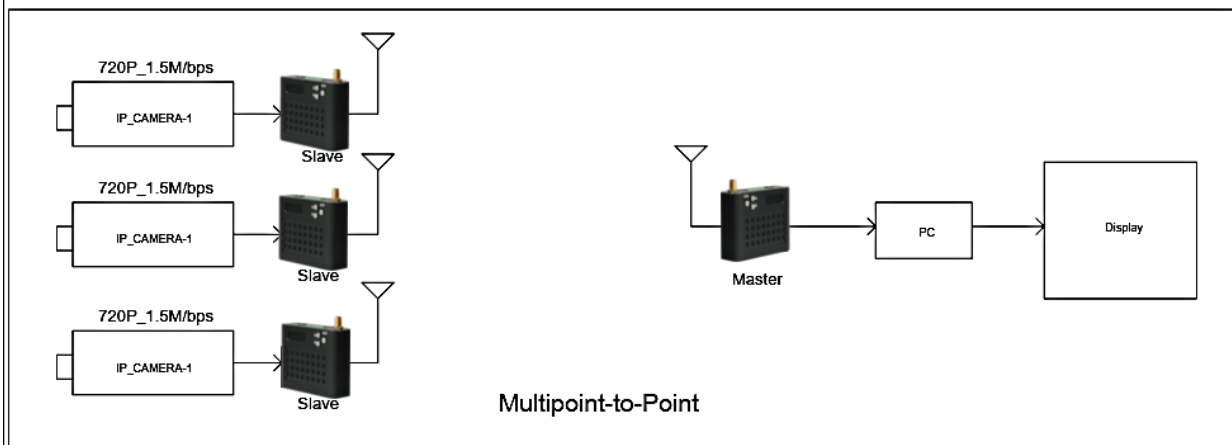 720P_1.5M/bps
IP_CAMERA-1
Slave
720P_1.5M/bps
IP_CAMERA-1
Slave
720P_1.5M/bps
IP_CAMERA-1
Slave
Master
PC
Display
Multipoint-to-Point